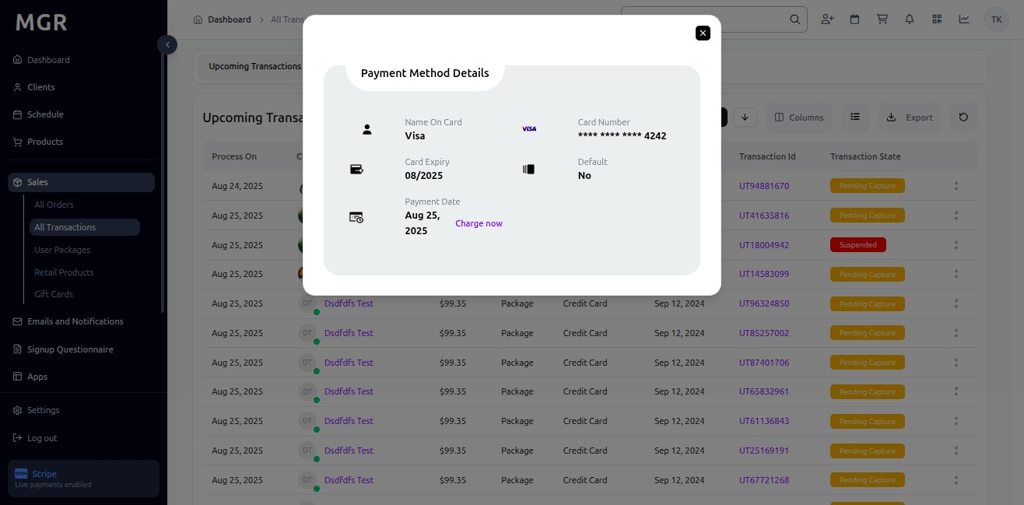 MGR
Dashboard
Clients
Schedule
Products
Sales
All Orders
All Transactions
User Packages
Retail Products
Gift Cards
Emails and Notifications
Signup Questionnaire
Apps
Settings
Log out
Stripe
Live payments enabled
Dashboard > All Trans
TK
Upcoming Transactions
Upcoming Transa
Columns
Export
Payment Method Details
Name On Card
Visa
VISA
Card Number
**** **** **** 4242
Card Expiry
08/2025
Default
No
Payment Date
Aug 25,
2025
Charge now
Process On C Transaction Id Transaction State
Aug 24, 2025 UT94881670 Pending Capture
Aug 25, 2025 UT41635816 Pending Capture
Aug 25, 2025 UT18004942 Suspended
Aug 25, 2025 UT14583099 Pending Capture
Aug 25, 2025 DT Dsdfdfs Test $99.35 Package Credit Card Sep 12, 2024 UT96324850 Pending Capture
Aug 25, 2025 DT Dsdfdfs Test $99.35 Package Credit Card Sep 12, 2024 UT85257002 Pending Capture
Aug 25, 2025 DT Dsdfdfs Test $99.35 Package Credit Card Sep 12, 2024 UT87401706 Pending Capture
Aug 25, 2025 DT Dsdfdfs Test $99.35 Package Credit Card Sep 12, 2024 UT65832961 Pending Capture
Aug 25, 2025 DT Dsdfdfs Test $99.35 Package Credit Card Sep 12, 2024 UT61136843 Pending Capture
Aug 25, 2025 DT Dsdfdfs Test $99.35 Package Credit Card Sep 12, 2024 UT25169191 Pending Capture
Aug 25, 2025 DT Dsdfdfs Test $99.35 Package Credit Card Sep 12, 2024 UT67721268 Pending Capture